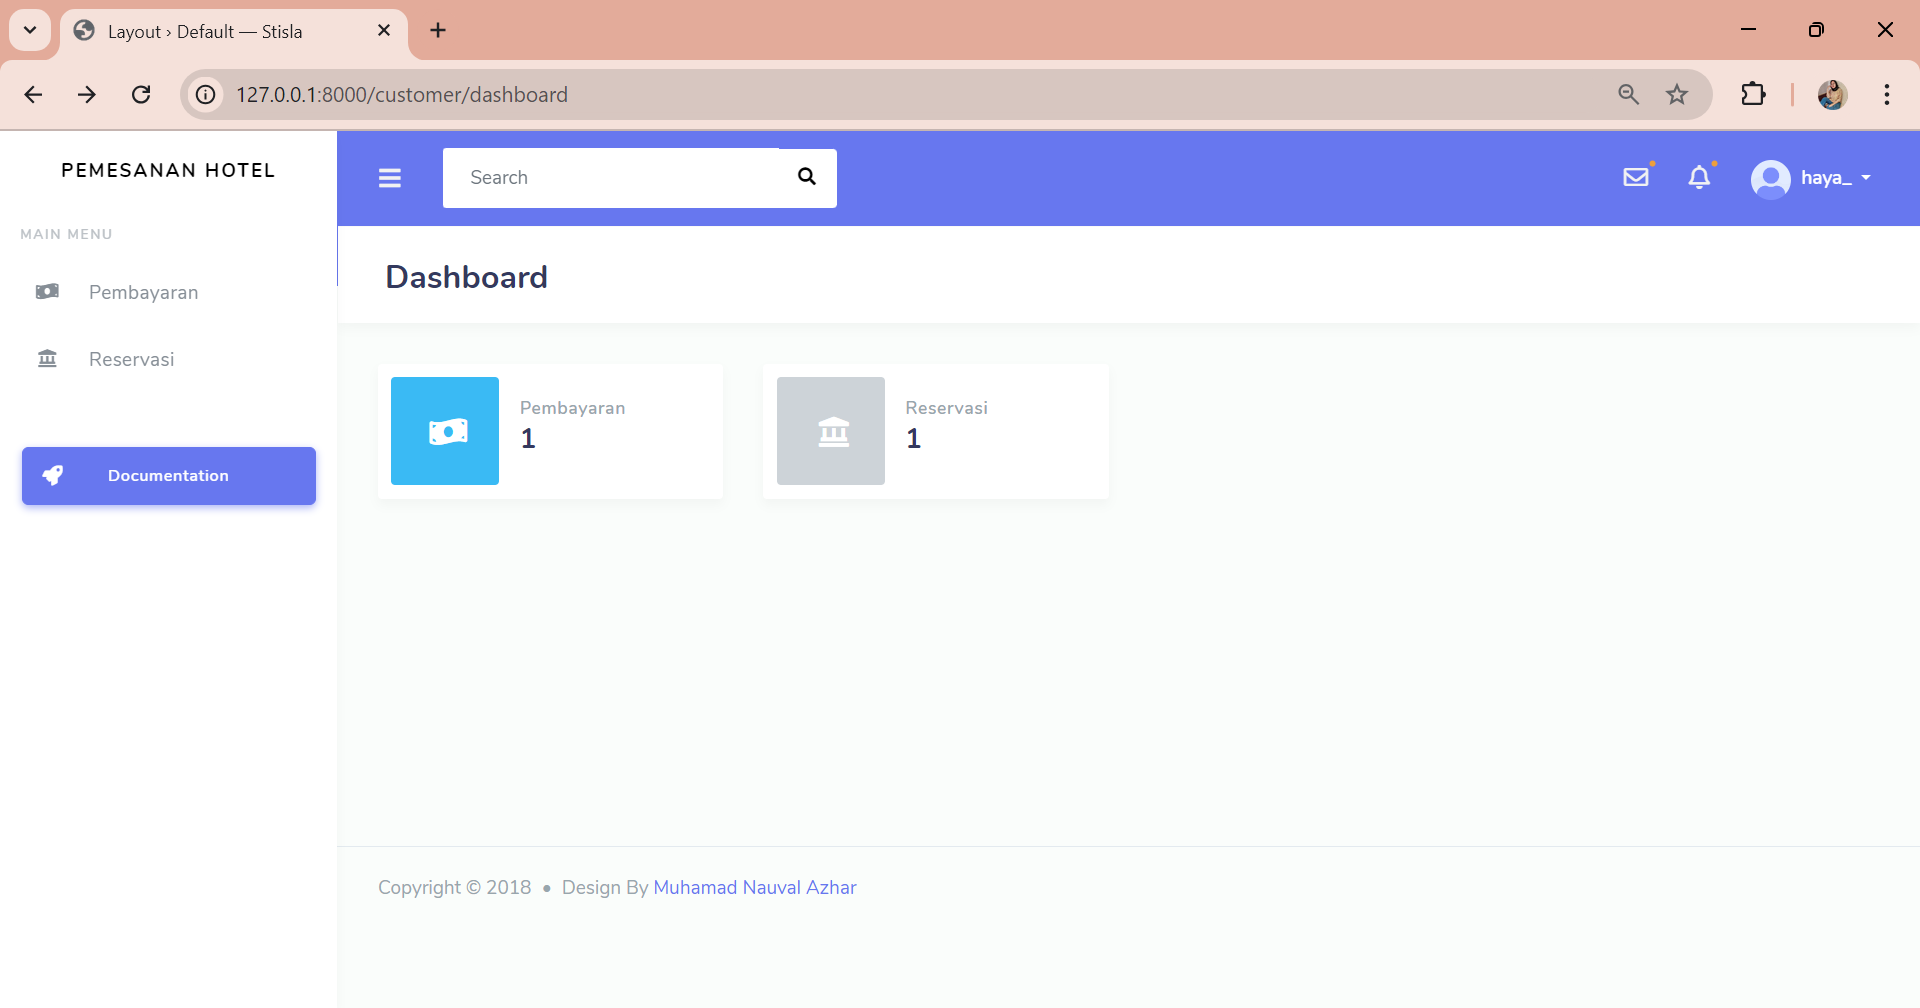 Layout › Default — Stisla
127.0.0.1:8000/customer/dashboard
PEMESANAN HOTEL
Search
haya_
MAIN MENU
Dashboard
Pembayaran
Reservasi
Documentation
Pembayaran
1
Reservasi
1
Copyright © 2018 • Design By Muhamad Nauval Azhar